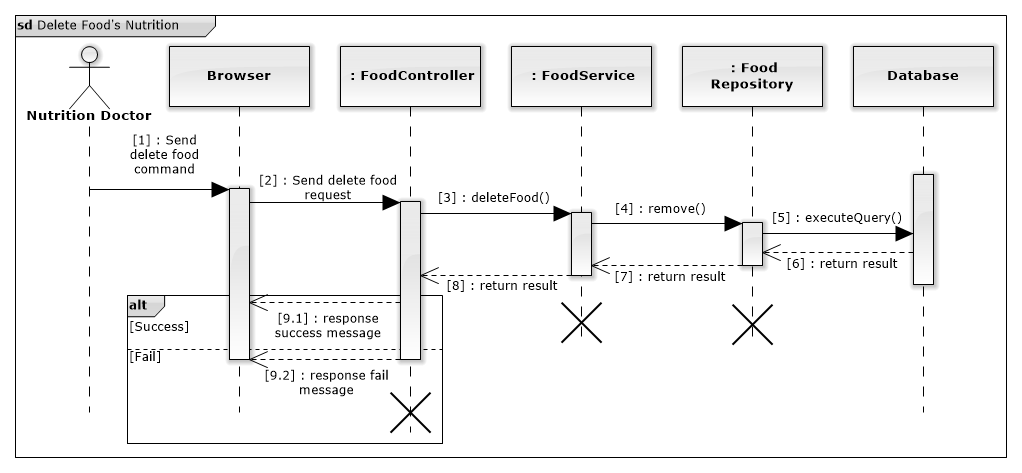 sd Delete Food's Nutrition
Nutrition Doctor
Browser
: FoodController
: FoodService
: Food
Repository
Database
[1] : Send
delete food
command
[2] : Send delete food
request
[3] : deleteFood()
[4] : remove()
[5] : executeQuery()
[6] : return result
[7] : return result
[8] : return result
alt
[Success]
[9.1] : response
success message
[Fail]
[9.2] : response fail
message